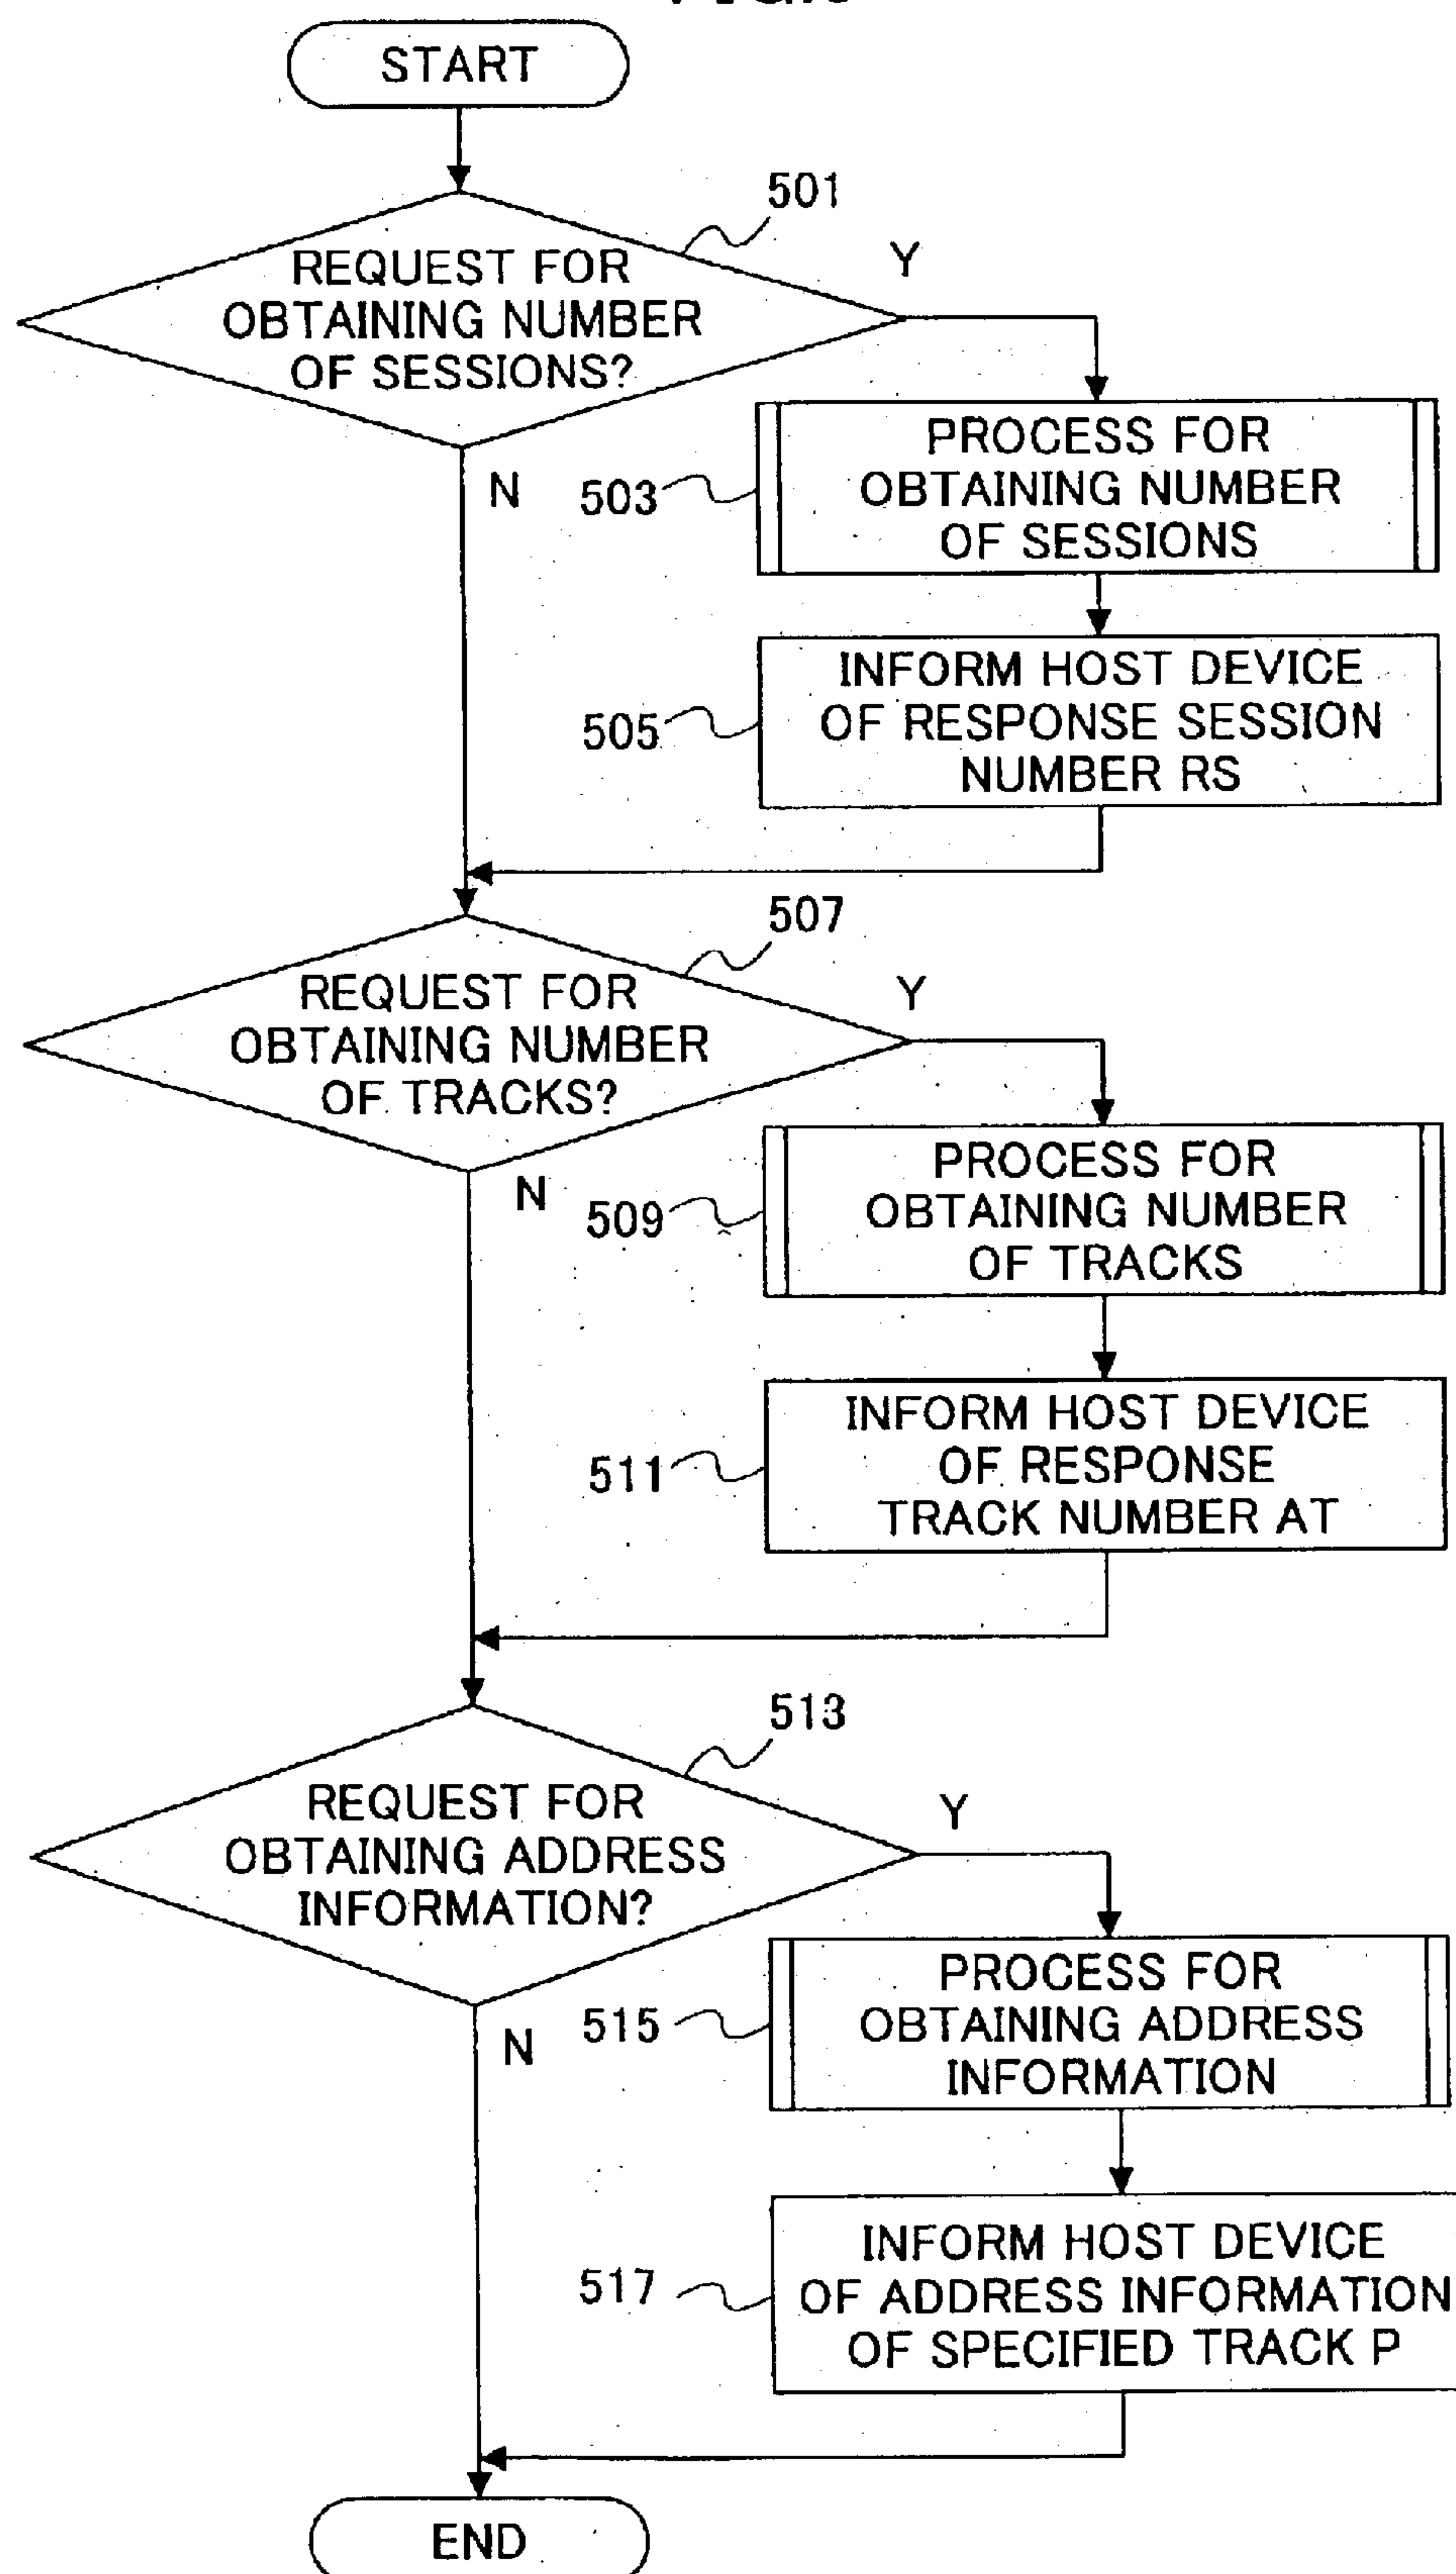 START
501
REQUEST FOR
OBTAINING NUMBER
OF SESSIONS?
Y
N
503
PROCESS FOR
OBTAINING NUMBER
OF SESSIONS
505
INFORM HOST DEVICE
OF RESPONSE SESSION
NUMBER RS
507
REQUEST FOR
OBTAINING NUMBER
OF TRACKS?
Y
N
509
PROCESS FOR
OBTAINING NUMBER
OF TRACKS
511
INFORM HOST DEVICE
OF RESPONSE
TRACK NUMBER AT
513
REQUEST FOR
OBTAINING ADDRESS
INFORMATION?
Y
N
515
PROCESS FOR
OBTAINING ADDRESS
INFORMATION
517
INFORM HOST DEVICE
OF ADDRESS INFORMATION
OF SPECIFIED TRACK P
END